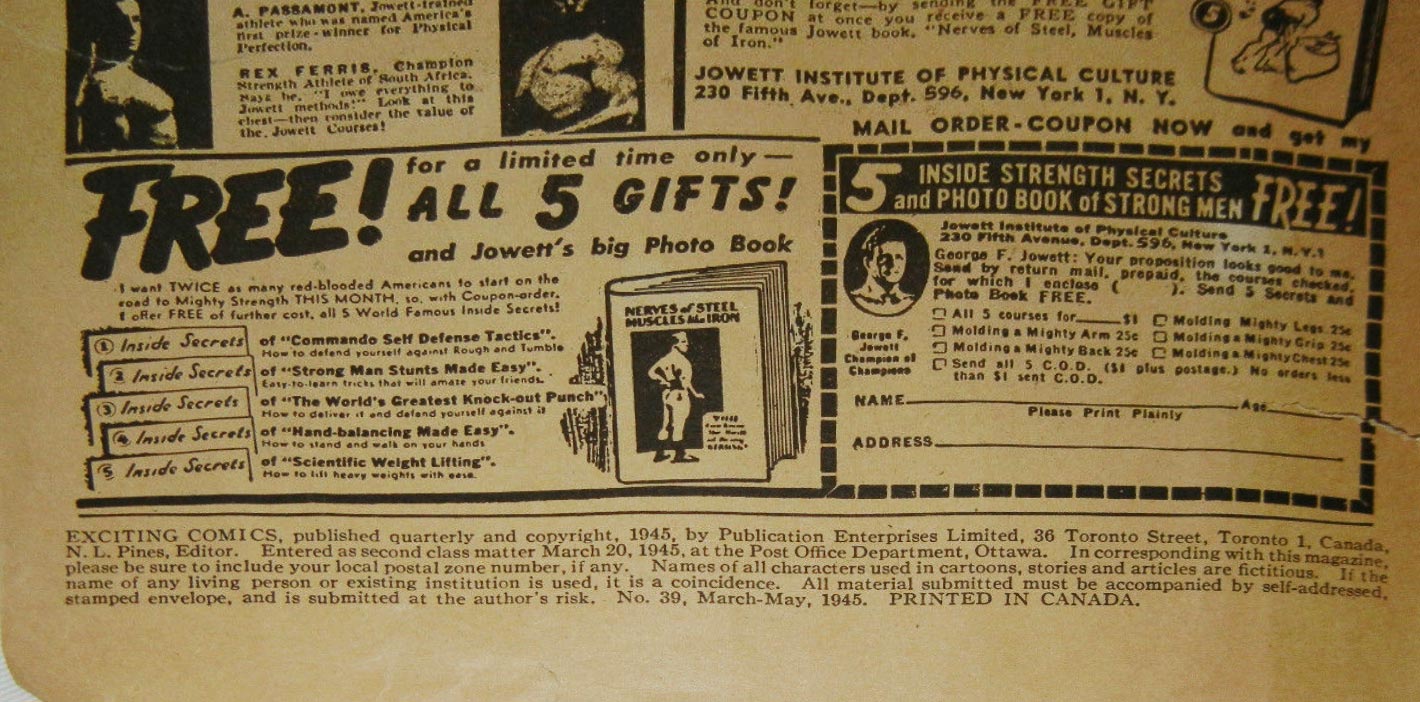 A. PASSAMONT, Jowett-trained
athlete who was named America's
first prize-winner for Physical
Perfection.
REX FERRIS, Champion
Strength Athlete of South Africa.
Says he, "I owe everything to
Jowett methods!" Look at this
chest—then consider the value of
the Jowett Courses!
And don't forget—by sending the FREE GIFT
COUPON at once you receive a FREE copy of
the famous Jowett book, "Nerves of Steel, Muscles
of Iron."
JOWETT INSTITUTE OF PHYSICAL CULTURE
230 Fifth Ave., Dept. 596, New York 1, N. Y.
5
MAIL ORDER-COUPON NOW and get my
FREE! for a limited time only—
ALL 5 GIFTS!
and Jowett's big Photo Book
I want TWICE as many red-blooded Americans to start on the
road to Mighty Strength THIS MONTH, so, with Coupon-order,
I offer FREE of further cost, all 5 World Famous Inside Secrets!
1 Inside Secrets of "Commando Self Defense Tactics".
How to defend yourself against Rough and Tumble
2 Inside Secrets of "Strong Man Stunts Made Easy".
Easy-to-learn tricks that will amate your friends.
3 Inside Secrets of "The World's Greatest Knock-out Punch"
How to deliver it and defend yourself against it
4 Inside Secrets of "Hand-balancing Made Easy".
How to stand and walk on your hands
5 Inside Secrets of "Scientific Weight Lifting".
How to lift heavy weights with ease.
NERVES of STEEL
MUSCLES like IRON
5 INSIDE STRENGTH SECRETS
and PHOTO BOOK of STRONG MEN FREE!
Jowett Institute of Physical Culture
230 Fifth Avenue, Dept. 596, New York 1, N.Y.
George F. Jowett: Your proposition looks good to me.
Send by return mail, prepaid, the courses checked,
for which I enclose ( ). Send 5 Secrets and
Photo Book FREE.
George F.
Jowett
Champion of
Champions
All 5 courses for $1 Molding Mighty Legs 25c
Molding a Mighty Arm 25c Molding a Mighty Grip 25c
Molding a Mighty Back 25c Molding a Mighty Chest 25c
Send all 5 C.O.D. ($1 plus postage.) No orders less
than $1 sent C.O.D.
NAME Age
Please Print Plainly
ADDRESS
EXCITING COMICS, published quarterly and copyright, 1945, by Publication Enterprises Limited, 36 Toronto Street, Toronto 1, Canada,
N. L. Pines, Editor. Entered as second class matter March 20, 1945, at the Post Office Department, Ottawa. In corresponding with this magazine,
please be sure to include your local postal zone number, if any. Names of all characters used in cartoons, stories and articles are fictitious. If the
name of any living person or existing institution is used, it is a coincidence. All material submitted must be accompanied by self-addressed,
stamped envelope, and is submitted at the author's risk. No. 39, March-May, 1945. PRINTED IN CANADA.